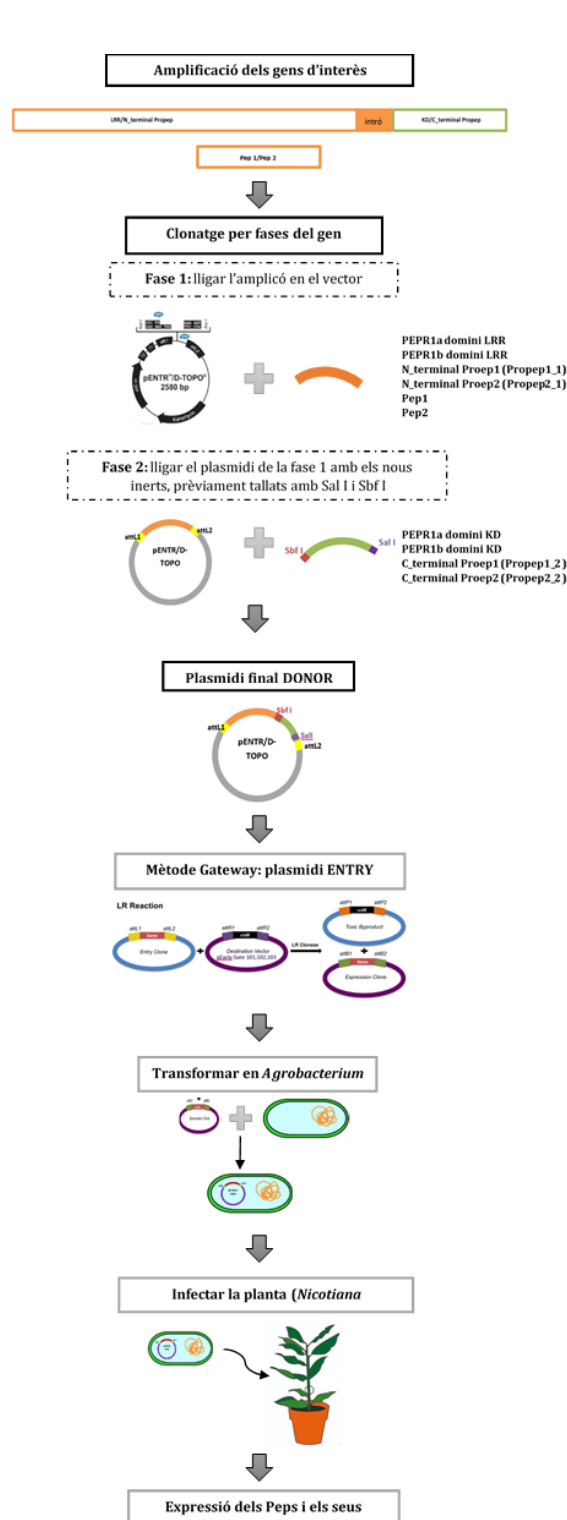 Amplificació dels gens d'interès
LRR/N_terminal Propep
intró
KD/C_terminal Propep
Pep 1/Pep 2
Clonatge per fases del gen
Fase 1: lligar l'amplicó en el vector
pENTR™/D-TOPO®
2580 bp
Kanamycin
PEPR1a domini LRR
PEPR1b domini LRR
N_terminal Proep1 (Propep1_1)
N_terminal Proep2 (Propep2_1)
Pep1
Pep2
Fase 2: lligar el plasmidi de la fase 1 amb els nous
inerts, prèviament tallats amb Sal I i Sbf I
attL1
attL2
pENTR/D-
TOPO
Sbf I
Sal I
PEPR1a domini KD
PEPR1b domini KD
C_terminal Proep1 (Propep1_2)
C_terminal Proep2 (Propep2_2)
Plasmidi final DONOR
Sbf I
attL1
SalI
attL2
pENTR/D-
TOPO
Mètode Gateway: plasmidi ENTRY
LR Reaction
attL1
attL2
Gene
Entry Clone
+
attR1
attR2
ccdB
Destination Vector
pEarly Gate 101,102,103
LR Clonase
attP1
attP2
ccdB
Toxic Byproduct
+
attB1
attB2
Gene
Expression Clone
Transformar en Agrobacterium
Infectar la planta (Nicotiana
Expressió dels Peps i els seus